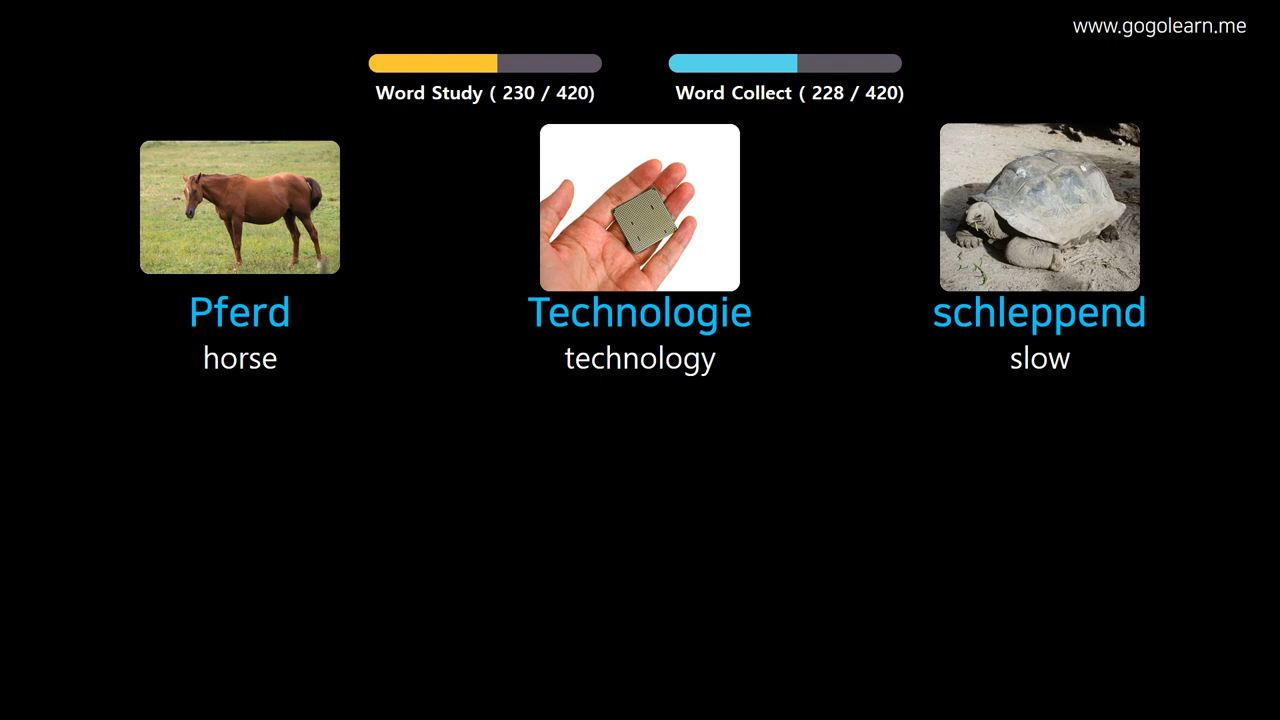 www.gogolearn.me
Word Study ( 230 / 420)
Word Collect ( 228 / 420)
Pferd
Technologie
schleppend
horse
technology
slow